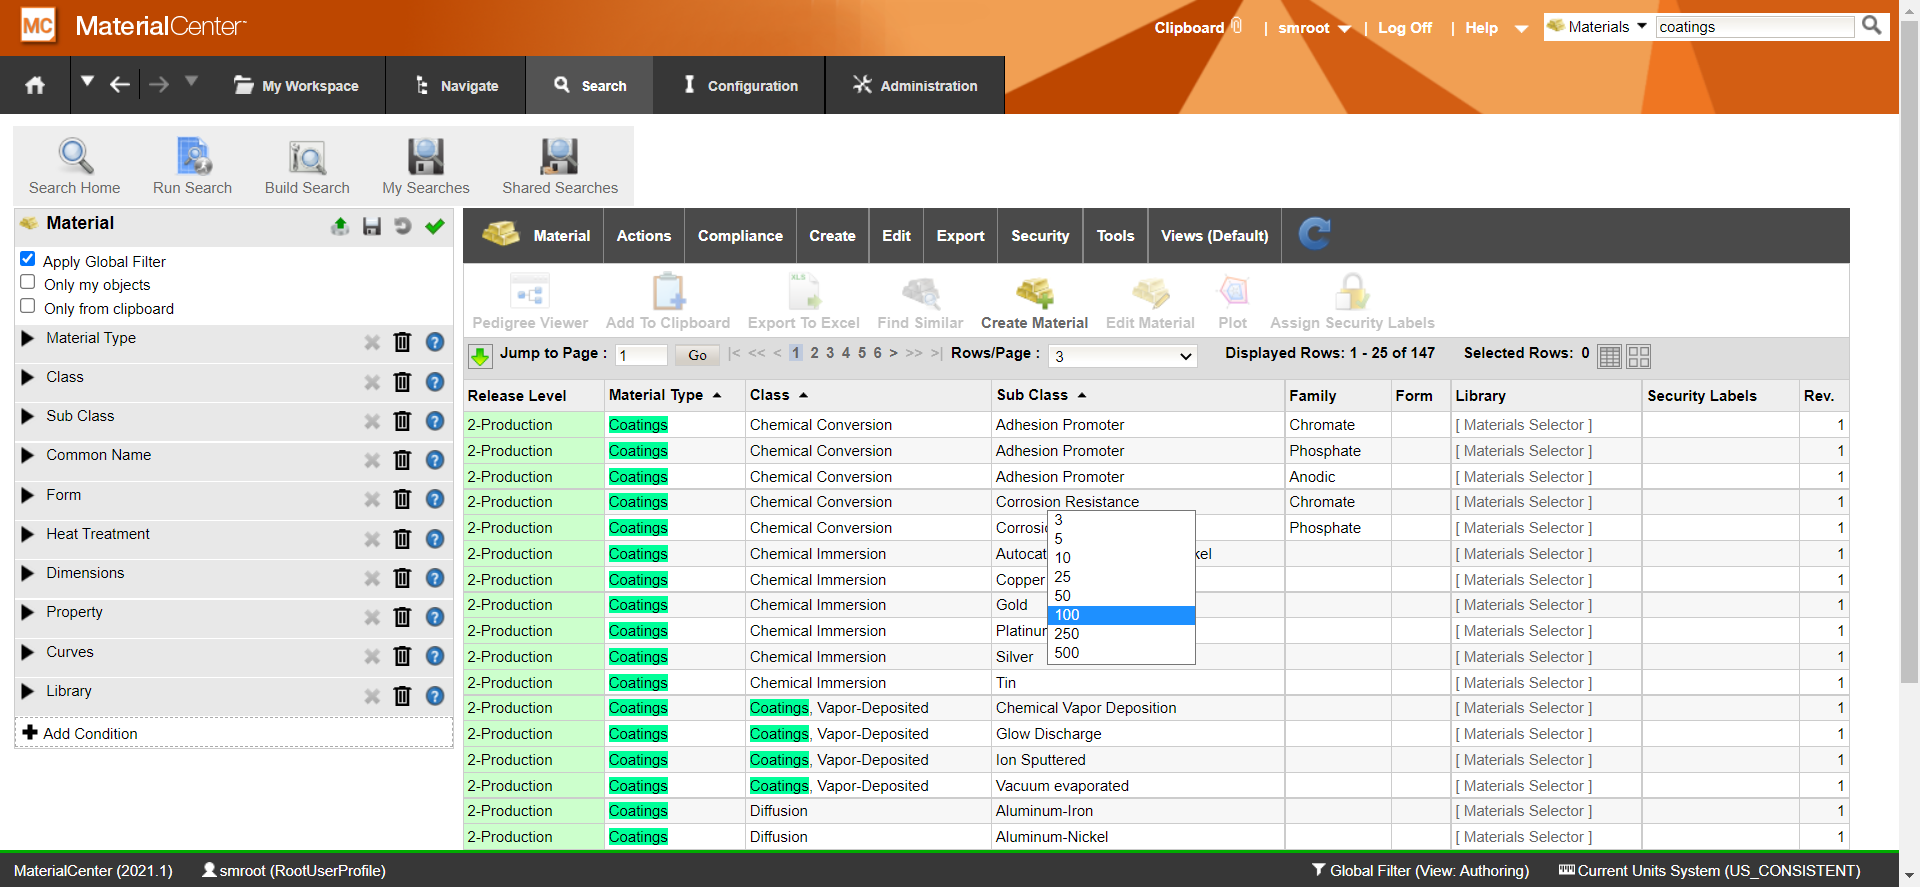 MC MaterialCenter
Clipboard | smroot | Log Off | Help Materials coatings
My Workspace Navigate Search Configuration Administration
Search Home Run Search Build Search My Searches Shared Searches
Material
Apply Global Filter
Only my objects
Only from clipboard
Material Type
Class
Sub Class
Common Name
Form
Heat Treatment
Dimensions
Property
Curves
Library
Add Condition
Material Actions Compliance Create Edit Export Security Tools Views (Default)
Pedigree Viewer Add To Clipboard Export To Excel Find Similar Create Material Edit Material Plot Assign Security Labels
Jump to Page : 1 Go |< << < 1 2 3 4 5 6 > >> >| Rows/Page : 3 Displayed Rows: 1 - 25 of 147 Selected Rows: 0
Release Level Material Type Class Sub Class Family Form Library Security Labels Rev.
2-Production Coatings Chemical Conversion Adhesion Promoter Chromate [ Materials Selector ] 1
2-Production Coatings Chemical Conversion Adhesion Promoter Phosphate [ Materials Selector ] 1
2-Production Coatings Chemical Conversion Adhesion Promoter Anodic [ Materials Selector ] 1
2-Production Coatings Chemical Conversion Corrosion Resistance Chromate [ Materials Selector ] 1
2-Production Coatings Chemical Conversion Corrosio Phosphate [ Materials Selector ] 1
2-Production Coatings Chemical Immersion Autocat kel [ Materials Selector ] 1
2-Production Coatings Chemical Immersion Copper [ Materials Selector ] 1
2-Production Coatings Chemical Immersion Gold [ Materials Selector ] 1
2-Production Coatings Chemical Immersion Platinum [ Materials Selector ] 1
2-Production Coatings Chemical Immersion Silver [ Materials Selector ] 1
2-Production Coatings Chemical Immersion Tin [ Materials Selector ] 1
2-Production Coatings Coatings, Vapor-Deposited Chemical Vapor Deposition [ Materials Selector ] 1
2-Production Coatings Coatings, Vapor-Deposited Glow Discharge [ Materials Selector ] 1
2-Production Coatings Coatings, Vapor-Deposited Ion Sputtered [ Materials Selector ] 1
2-Production Coatings Coatings, Vapor-Deposited Vacuum evaporated [ Materials Selector ] 1
2-Production Coatings Diffusion Aluminum-Iron [ Materials Selector ] 1
2-Production Coatings Diffusion Aluminum-Nickel [ Materials Selector ] 1
3
5
10
25
50
100
250
500
MaterialCenter (2021.1) smroot (RootUserProfile) Global Filter (View: Authoring) Current Units System (US_CONSISTENT)